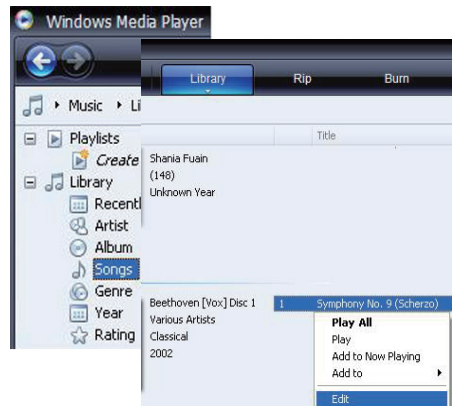 Windows Media Player
Music Li
Playlists
Create
Library
Recentl
Artist
Album
Songs
Genre
Year
Rating
Library Rip Burn
Title
Shania Fuain
(148)
Unknown Year
Beethoven [Vox] Disc 1 1 Symphony No. 9 (Scherzo)
Various Artists
Classical
2002
Play All
Play
Add to Now Playing
Add to
Edit